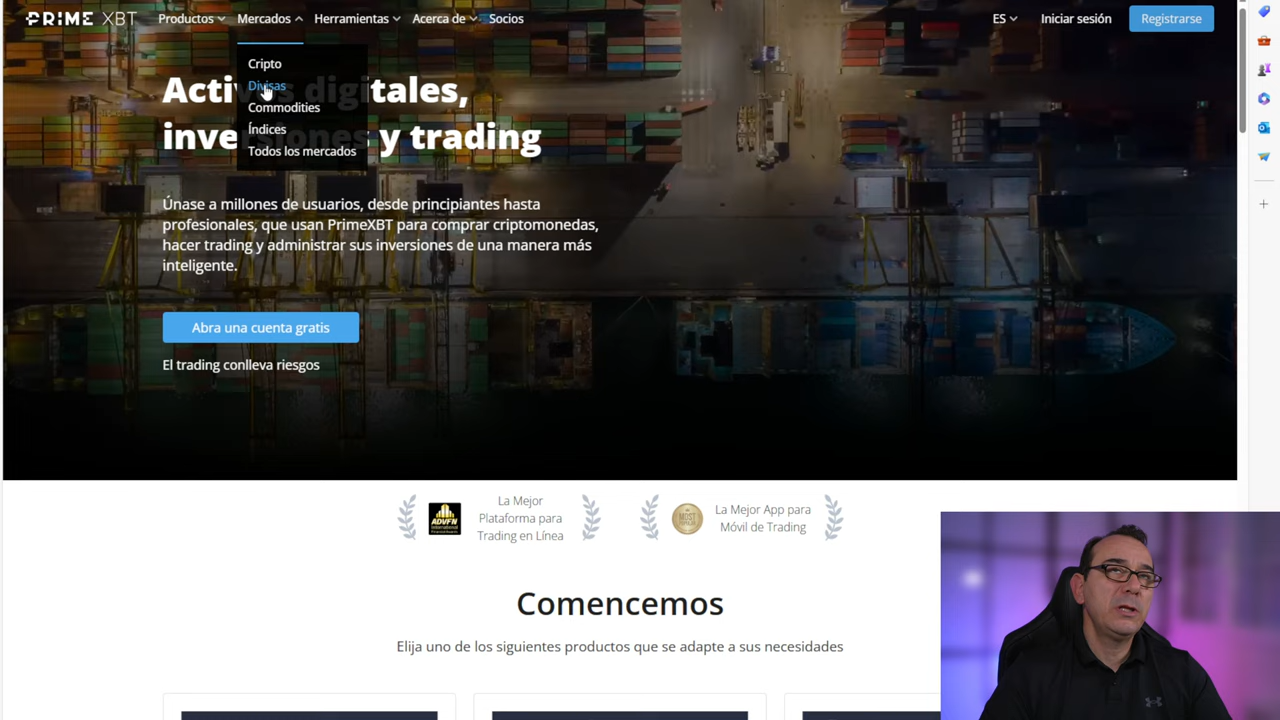 PRIME XBT
Productos
Mercados
Herramientas
Acerca de
Socios
ES
Iniciar sesión
Registrarse
Cripto
Divisas
Commodities
Índices
Todos los mercados
Activos digitales,
inversiones y trading
Únase a millones de usuarios, desde principiantes hasta
profesionales, que usan PrimeXBT para comprar criptomonedas,
hacer trading y administrar sus inversiones de una manera más
inteligente.
Abra una cuenta gratis
El trading conlleva riesgos
ADVFN
La Mejor
Plataforma para
Trading en Línea
MOST
La Mejor App para
Móvil de Trading
Comencemos
Elija uno de los siguientes productos que se adapte a sus necesidades